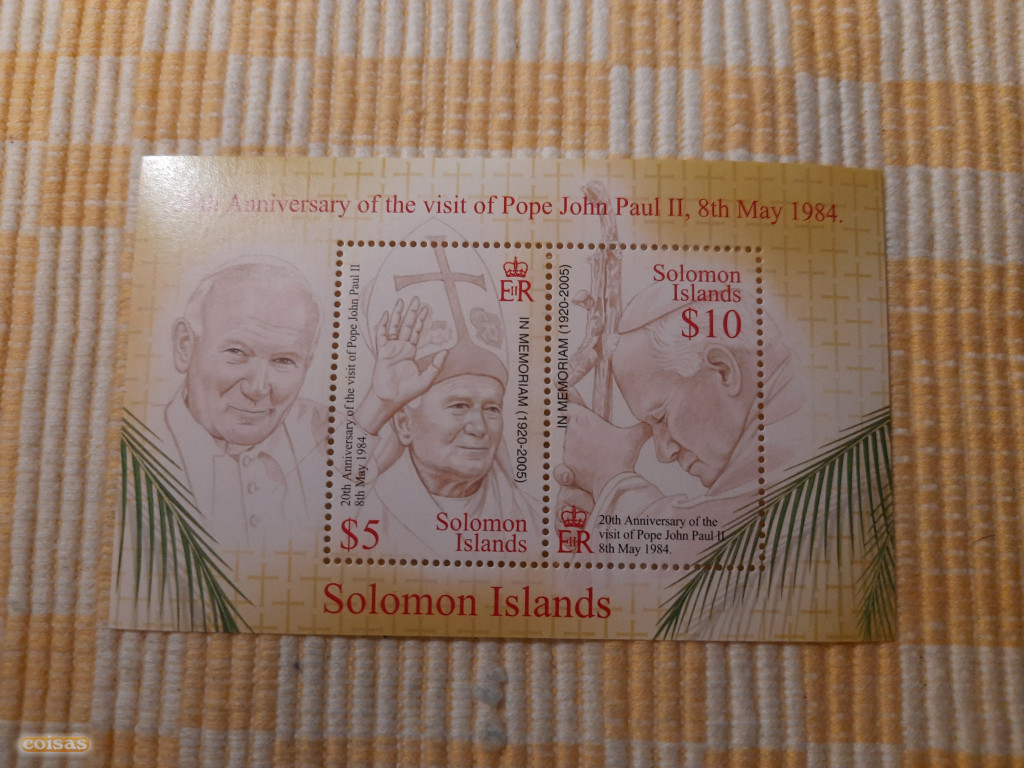 Anniversary of the visit of Pope John Paul II, 8th May 1984.
20th Anniversary of the visit of Pope John Paul II
8th May 1984.
EIIR
IN MEMORIAM (1920-2005)
$5
Solomon
Islands
IN MEMORIAM (1920-2005)
Solomon
Islands
$10
EIIR
20th Anniversary of the
visit of Pope John Paul II
8th May 1984.
Solomon Islands
coisas